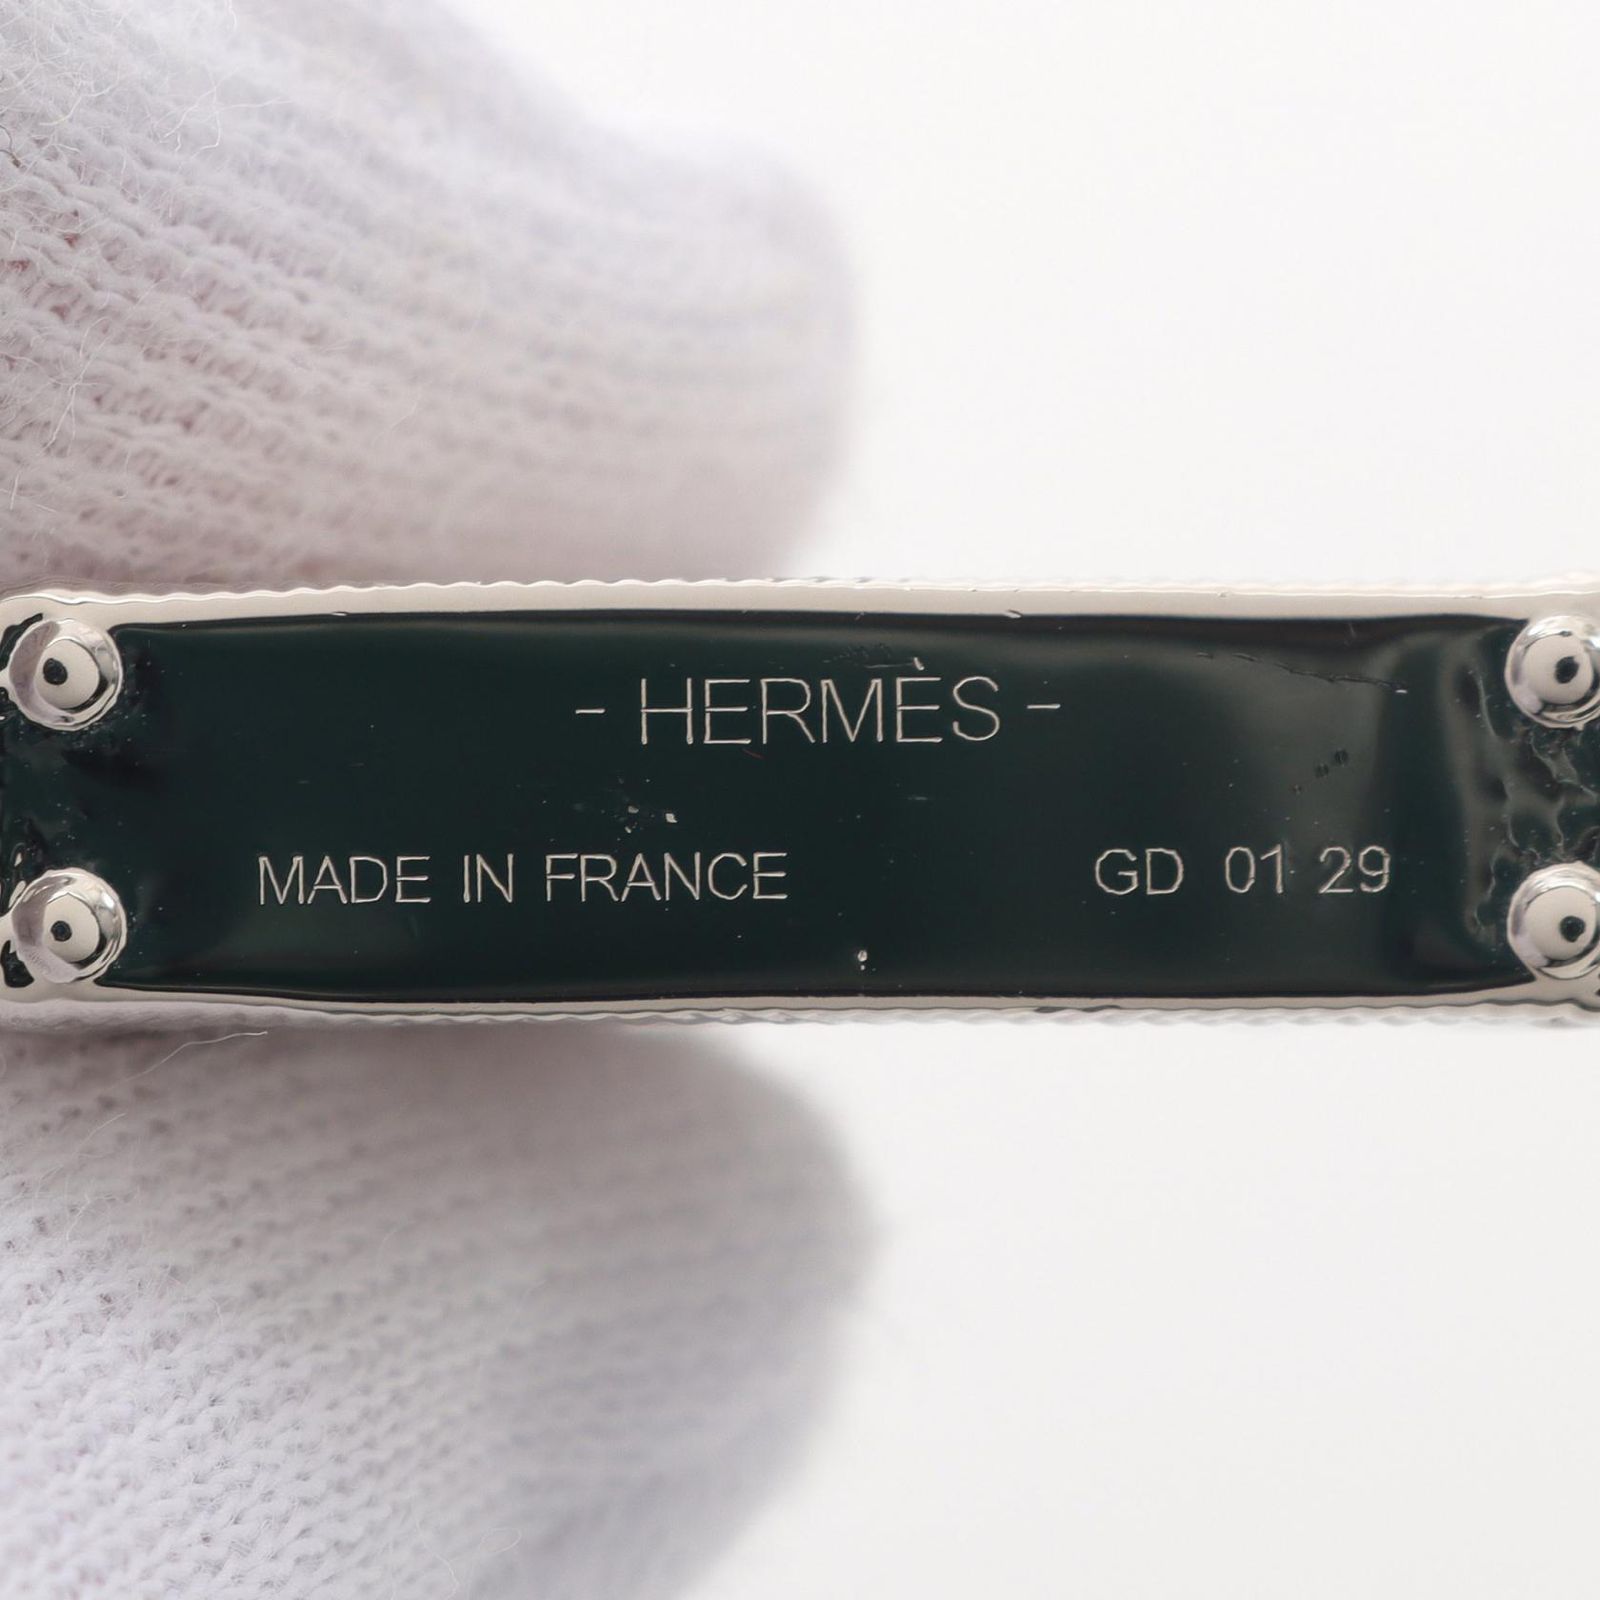 - HERMÈS -
MADE IN FRANCE GD 01 29